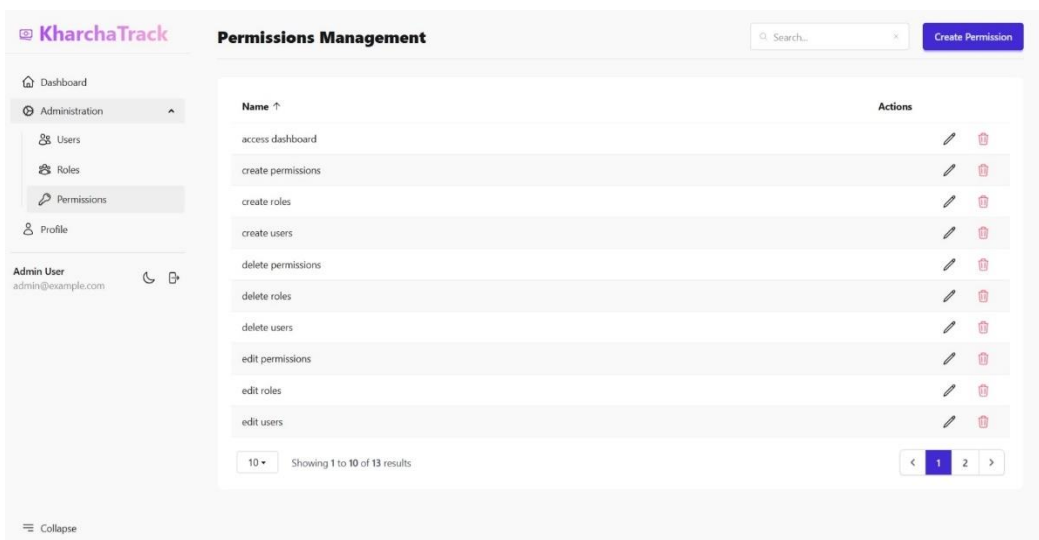 KharchaTrack
Dashboard
Administration
Users
Roles
Permissions
Profile
Admin User
admin@example.com
Collapse
Permissions Management
Search...
Create Permission
Name ↑ Actions
access dashboard
create permissions
create roles
create users
delete permissions
delete roles
delete users
edit permissions
edit roles
edit users
10 Showing 1 to 10 of 13 results
1 2